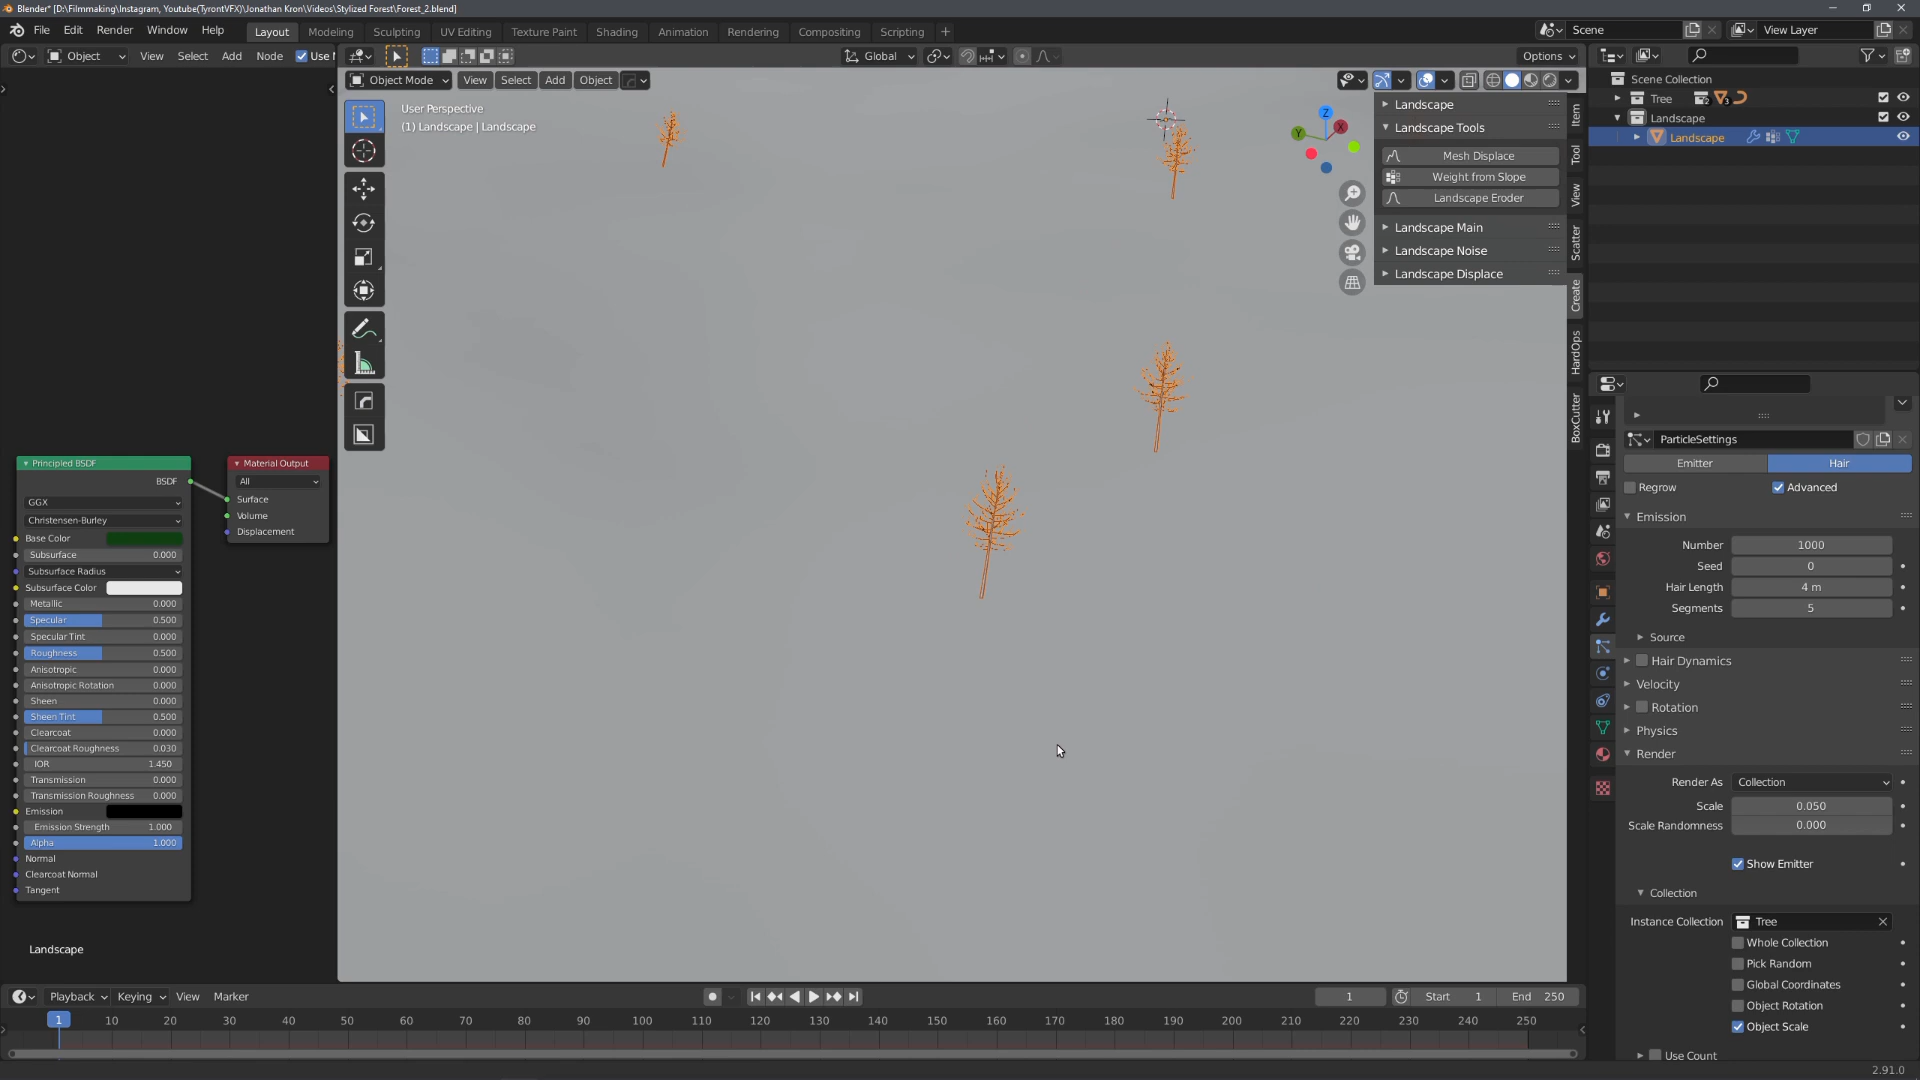 Blender* [D:\Filmmaking\Instagram, Youtube(TyrontVFX)\Jonathan Kron\Videos\Stylized Forest\Forest_2.blend]
File Edit Render Window Help Layout Modeling Sculpting UV Editing Texture Paint Shading Animation Rendering Compositing Scripting + Scene View Layer
Object View Select Add Node Use Global Options
Object Mode View Select Add Object
User Perspective
(1) Landscape | Landscape
Z
Y
X
Landscape
Landscape Tools
Mesh Displace
Weight from Slope
Landscape Eroder
Landscape Main
Landscape Noise
Landscape Displace
Item
Tool
View
Scatter
Create
HardOps
BoxCutter
Scene Collection
Tree
Landscape
Landscape
ParticleSettings
Emitter Hair
Regrow Advanced
Emission
Number 1000
Seed 0
Hair Length 4 m
Segments 5
Source
Hair Dynamics
Velocity
Rotation
Physics
Render
Render As Collection
Scale 0.050
Scale Randomness 0.000
Show Emitter
Collection
Instance Collection Tree
Whole Collection
Pick Random
Global Coordinates
Object Rotation
Object Scale
Use Count
Principled BSDF
BSDF
GGX
Christensen-Burley
Base Color
Subsurface 0.000
Subsurface Radius
Subsurface Color
Metallic 0.000
Specular 0.500
Specular Tint 0.000
Roughness 0.500
Anisotropic 0.000
Anisotropic Rotation 0.000
Sheen 0.000
Sheen Tint 0.500
Clearcoat 0.000
Clearcoat Roughness 0.030
IOR 1.450
Transmission 0.000
Transmission Roughness 0.000
Emission
Emission Strength 1.000
Alpha 1.000
Normal
Clearcoat Normal
Tangent
Material Output
All
Surface
Volume
Displacement
Landscape
Playback Keying View Marker 1 Start 1 End 250
1 10 20 30 40 50 60 70 80 90 100 110 120 130 140 150 160 170 180 190 200 210 220 230 240 250
2.91.0